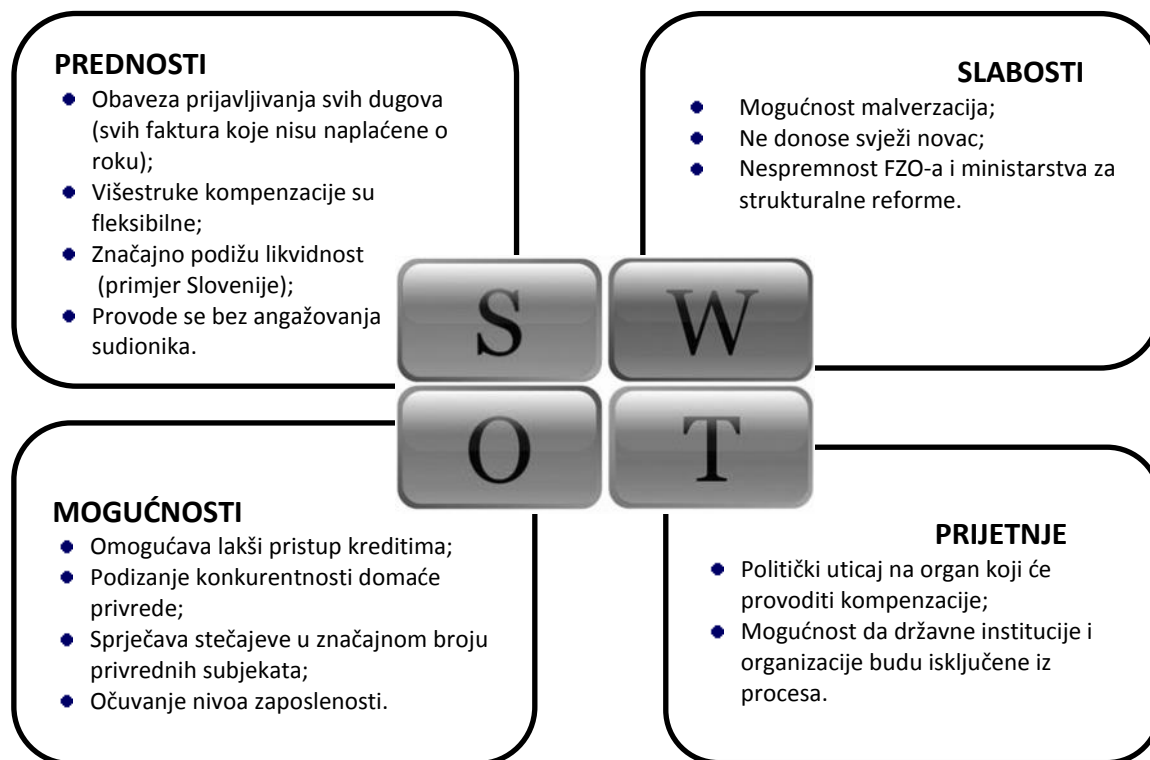 PREDNOSTI
Obaveza prijavljivanja svih dugova
(svih faktura koje nisu naplaćene o
roku);
Višestruke kompenzacije su
fleksibilne;
Značajno podižu likvidnost
(primjer Slovenije);
Provode se bez angažovanja
sudionika.
SLABOSTI
Mogućnost malverzacija;
Ne donose svježi novac;
Nespremnost FZO-a i ministarstva za
strukturalne reforme.
S
W
O
T
MOGUĆNOSTI
Omogućava lakši pristup kreditima;
Podizanje konkurentnosti domaće
privrede;
Sprječava stečajeve u značajnom broju
privrednih subjekata;
Očuvanje nivoa zaposlenosti.
PRIJETNJE
Politički uticaj na organ koji će
provoditi kompenzacije;
Mogućnost da državne institucije i
organizacije budu isključene iz
procesa.